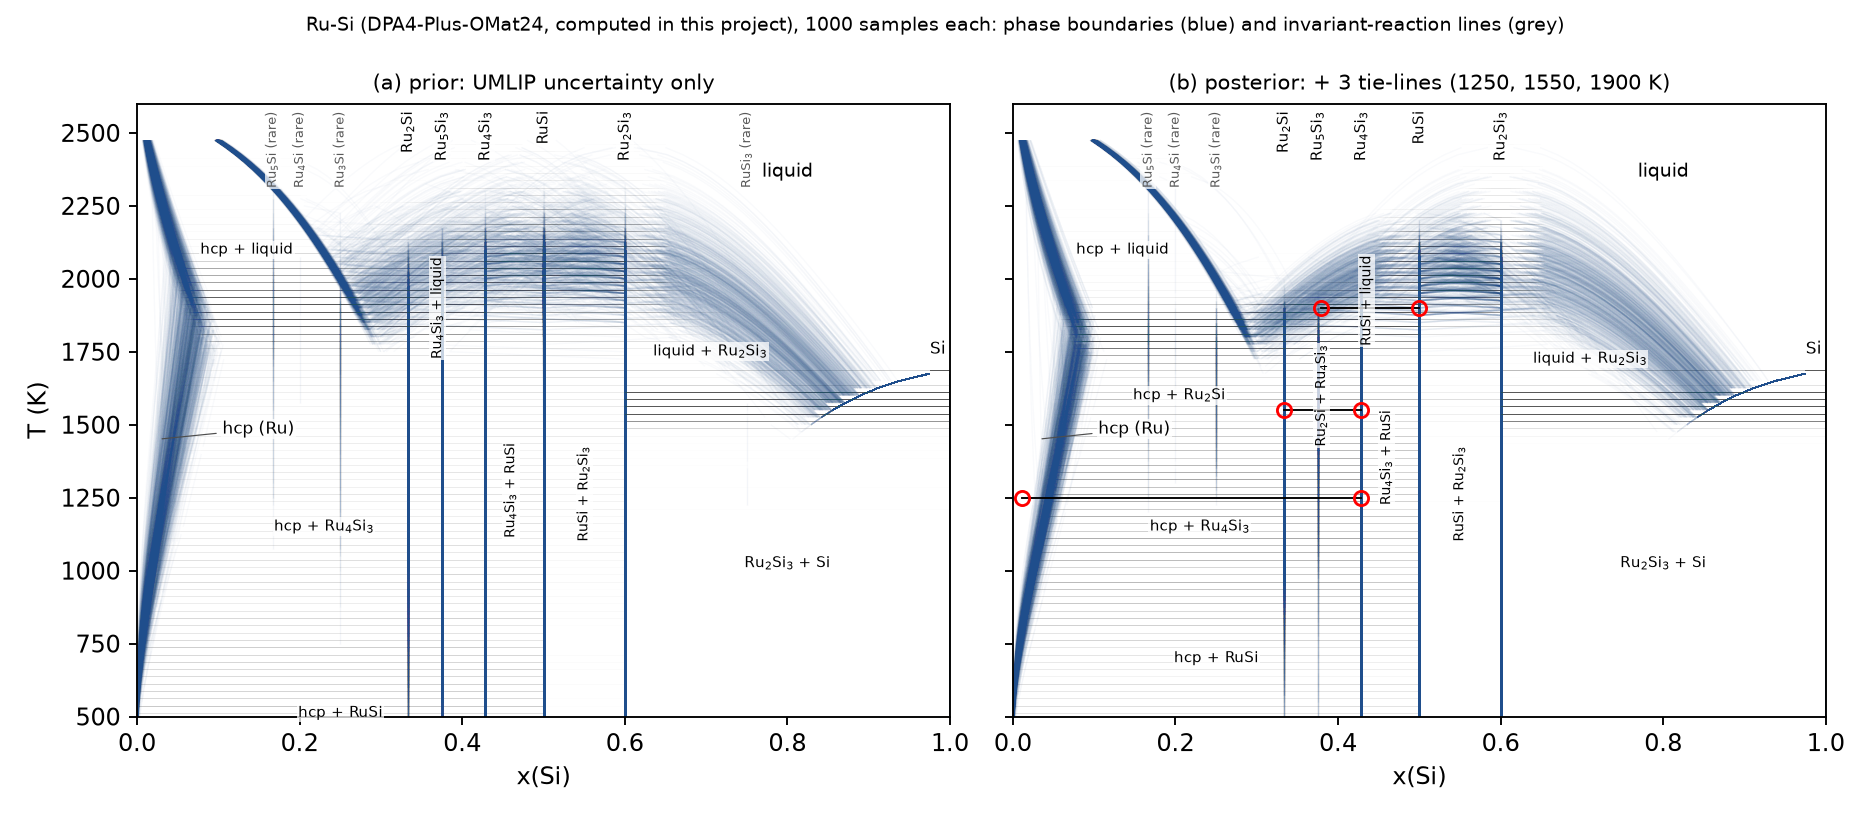 Ru-Si (DPA4-Plus-OMat24, computed in this project), 1000 samples each: phase boundaries (blue) and invariant-reaction lines (grey)
(a) prior: UMLIP uncertainty only
T (K)
2500
2250
2000
1750
1500
1250
1000
750
500
0.0
0.2
0.4
0.6
0.8
1.0
x(Si)
Ru₅Si (rare)
Ru₄Si (rare)
Ru₃Si (rare)
Ru₂Si
Ru₅Si₃
Ru₄Si₃
RuSi
Ru₂Si₃
RuSi₃ (rare)
liquid
hcp + liquid
Ru₄Si₃ + liquid
liquid + Ru₂Si₃
Si
hcp (Ru)
Ru₄Si₃ + RuSi
RuSi + Ru₂Si₃
hcp + Ru₄Si₃
Ru₂Si₃ + Si
hcp + RuSi
(b) posterior: + 3 tie-lines (1250, 1550, 1900 K)
Ru₅Si (rare)
Ru₄Si (rare)
Ru₃Si (rare)
Ru₂Si
Ru₅Si₃
Ru₄Si₃
RuSi
Ru₂Si₃
liquid
hcp + liquid
RuSi + liquid
liquid + Ru₂Si₃
Si
hcp + Ru₂Si
Ru₂Si + Ru₄Si₃
hcp (Ru)
Ru₄Si₃ + RuSi
RuSi + Ru₂Si₃
hcp + Ru₄Si₃
Ru₂Si₃ + Si
hcp + RuSi
0.0
0.2
0.4
0.6
0.8
1.0
x(Si)